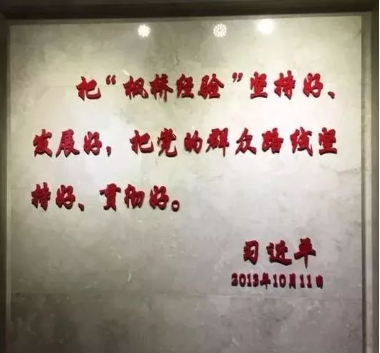 把“枫桥经验”坚持好、
发展好，把党的群众路线坚
持好、贯彻好。
习近平
2013年10月11日